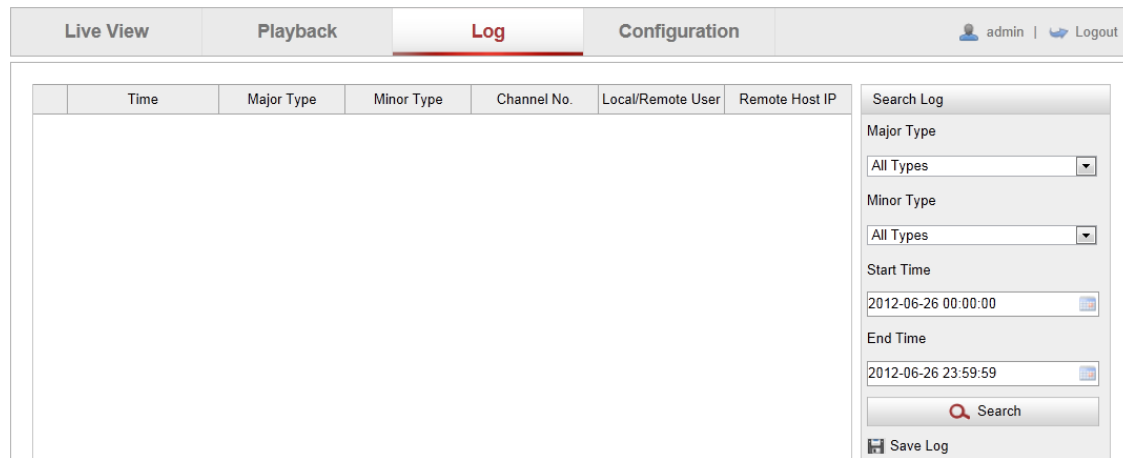 Live View Playback Log Configuration admin | Logout
Time Major Type Minor Type Channel No. Local/Remote User Remote Host IP
Search Log
Major Type
All Types
Minor Type
All Types
Start Time
2012-06-26 00:00:00
End Time
2012-06-26 23:59:59
Search
Save Log